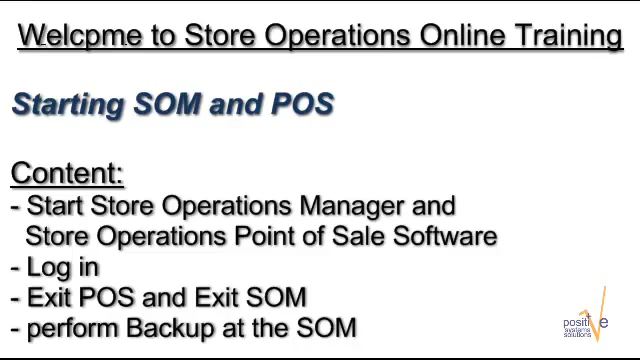 Welcpme to Store Operations Online Training
Starting SOM and POS
Content:
- Start Store Operations Manager and
Store Operations Point of Sale Software
- Log in
- Exit POS and Exit SOM
- perform Backup at the SOM
positive
systems
solutions